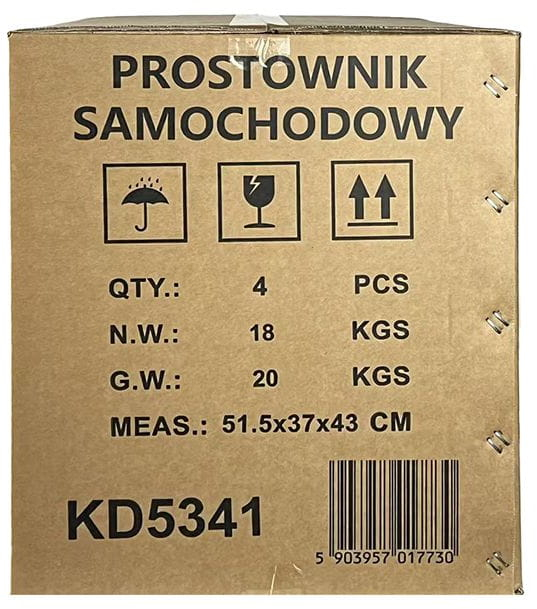 PROSTOWNIK
SAMOCHODOWY
QTY.: 4 PCS
N.W.: 18 KGS
G.W.: 20 KGS
MEAS.: 51.5x37x43 CM
KD5341
5 903957 017730